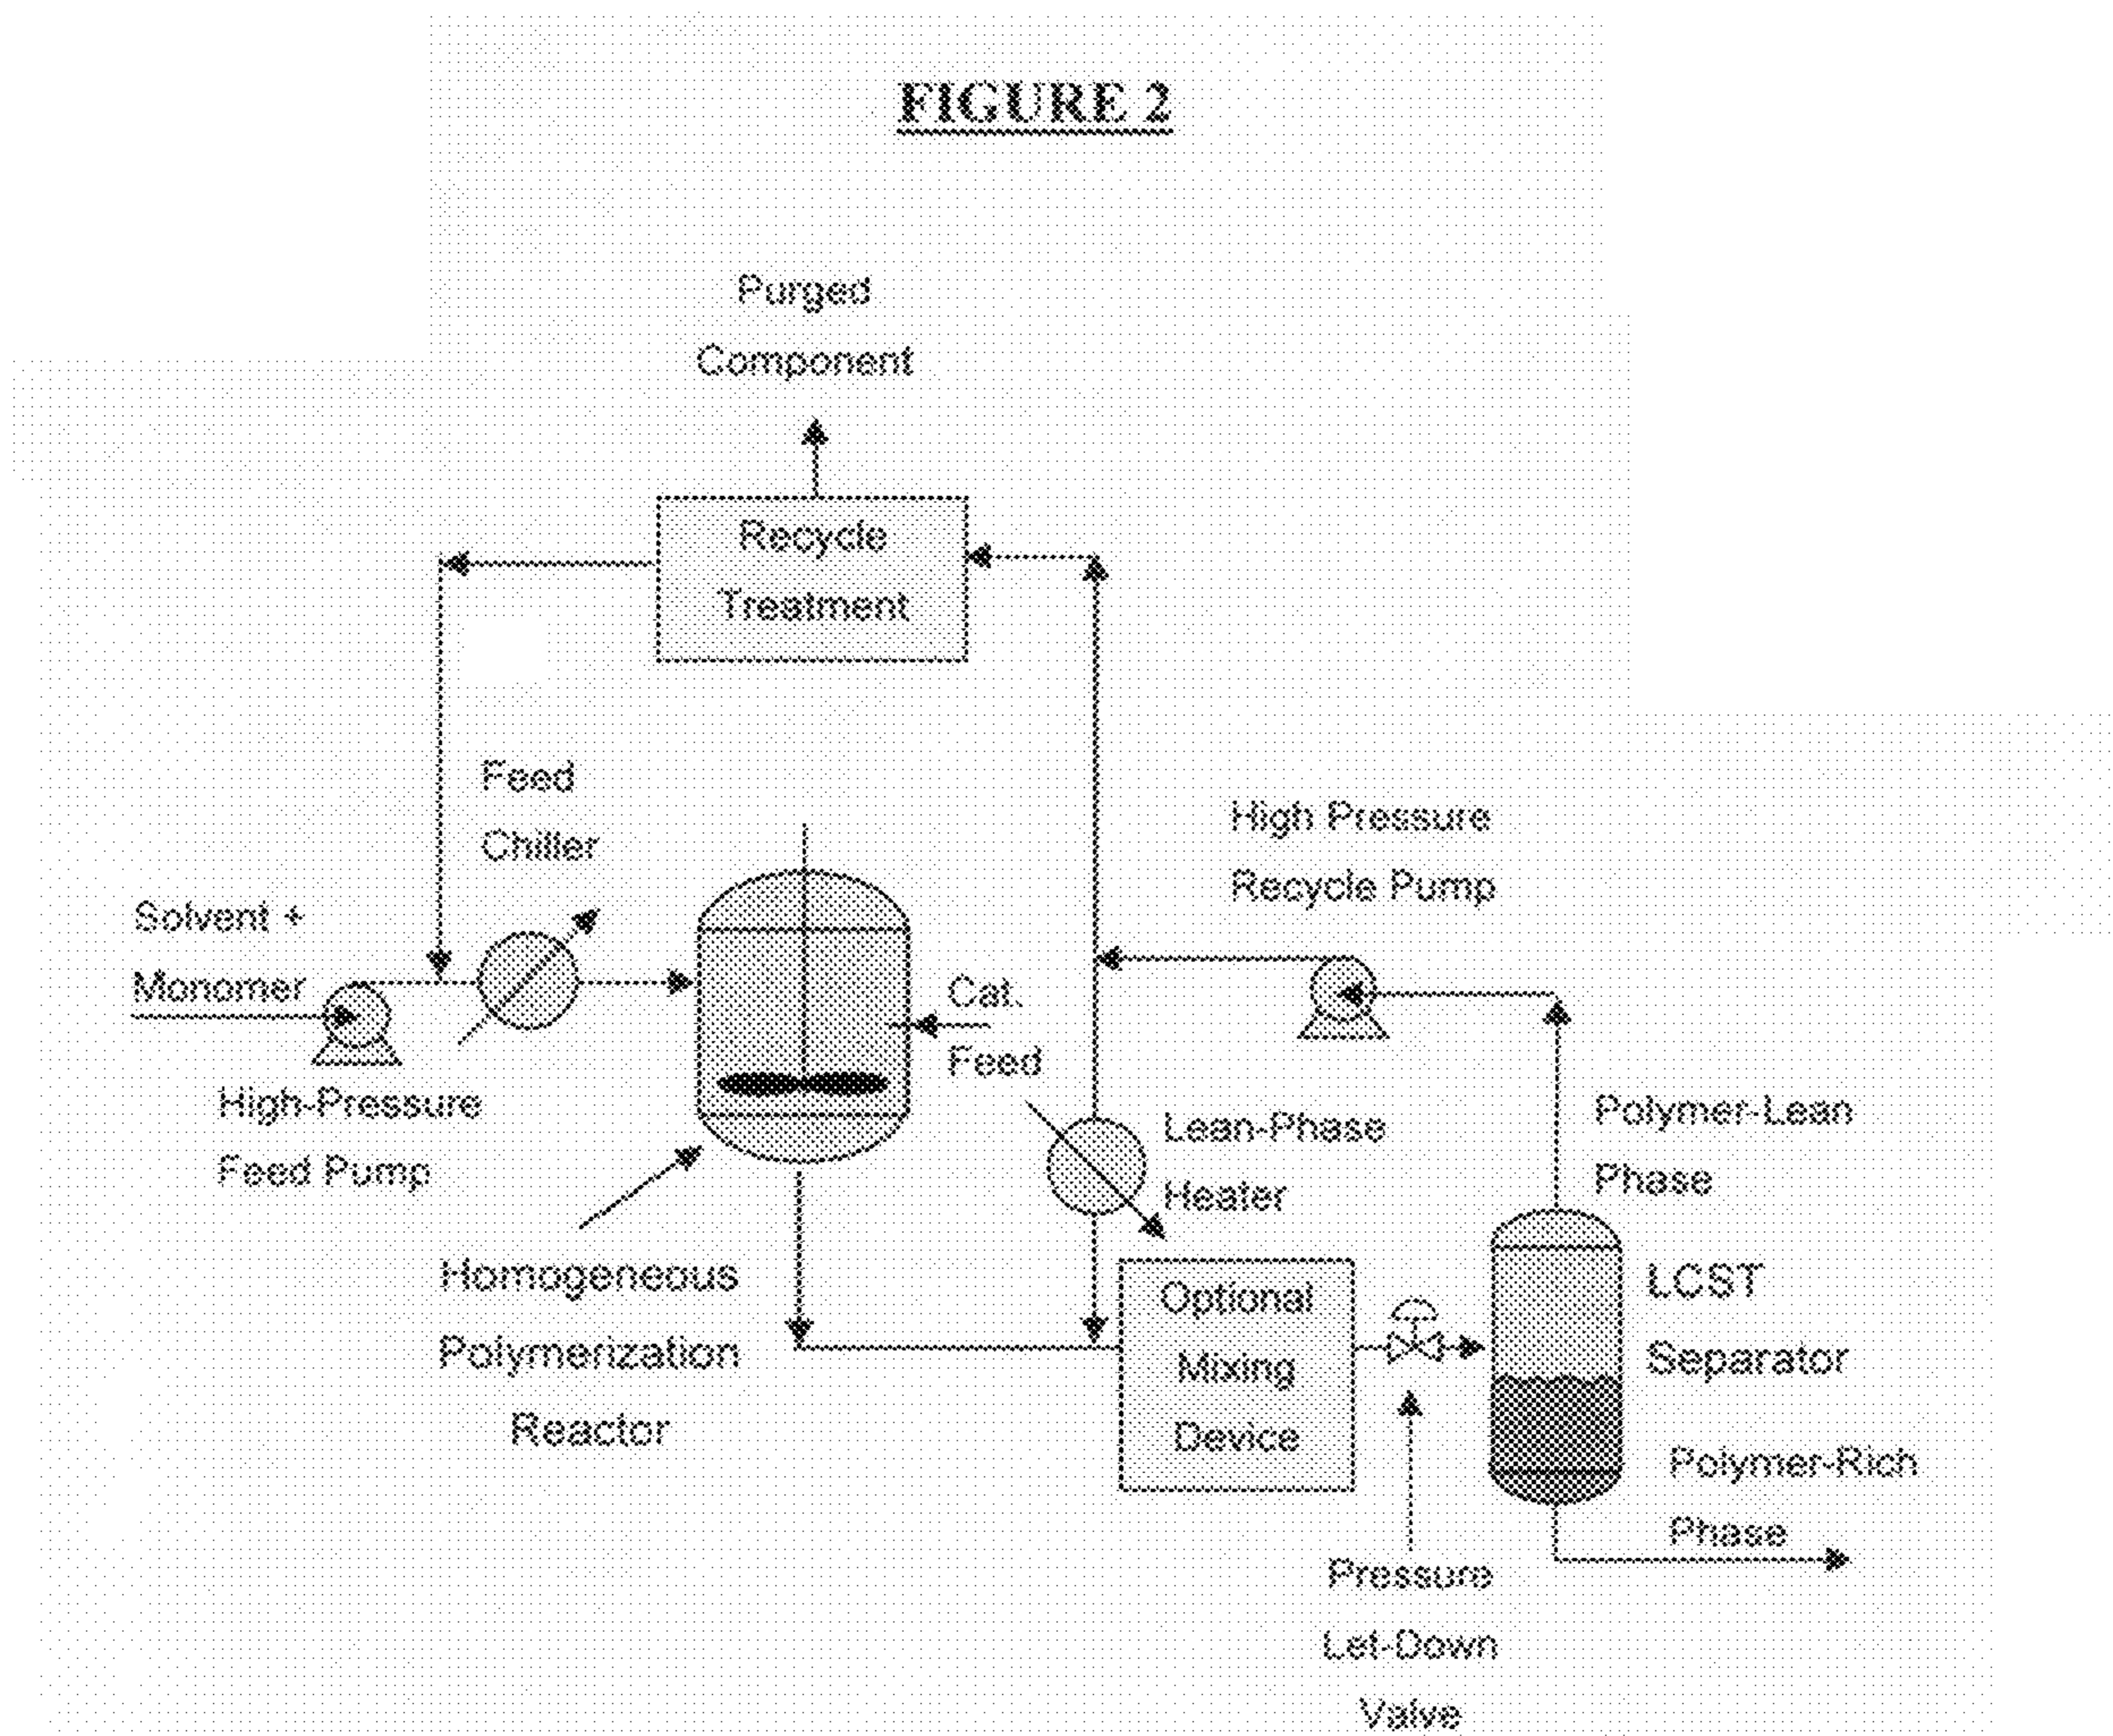 FIGURE 2
Purged
Component
Recycle
Treatment
Feed
Chiller
Solvent +
Monomer
High-Pressure
Feed Pump
Cat.
Feed
High Pressure
Recycle Pump
Lean-Phase
Heater
Polymer-Lean
Phase
Homogeneous
Polymerization
Reactor
Optional
Mixing
Device
LCST
Separator
Polymer-Rich
Phase
Pressure
Let-Down
Valve